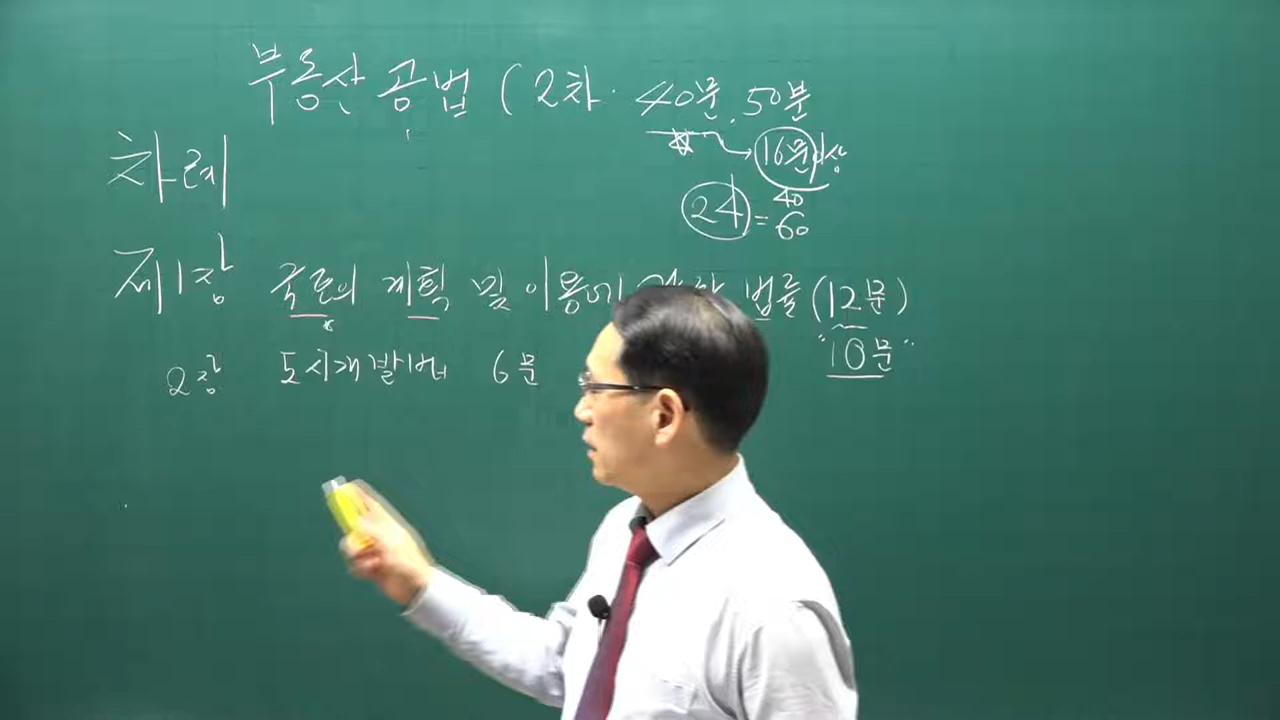 부동산 공법 (2차. 40문. 50분
차례
16문이상
24 = 40
60
제1장 국토의 계획 및 이용에 법률 (12문)
"10문"
2장 도시개발법 6문